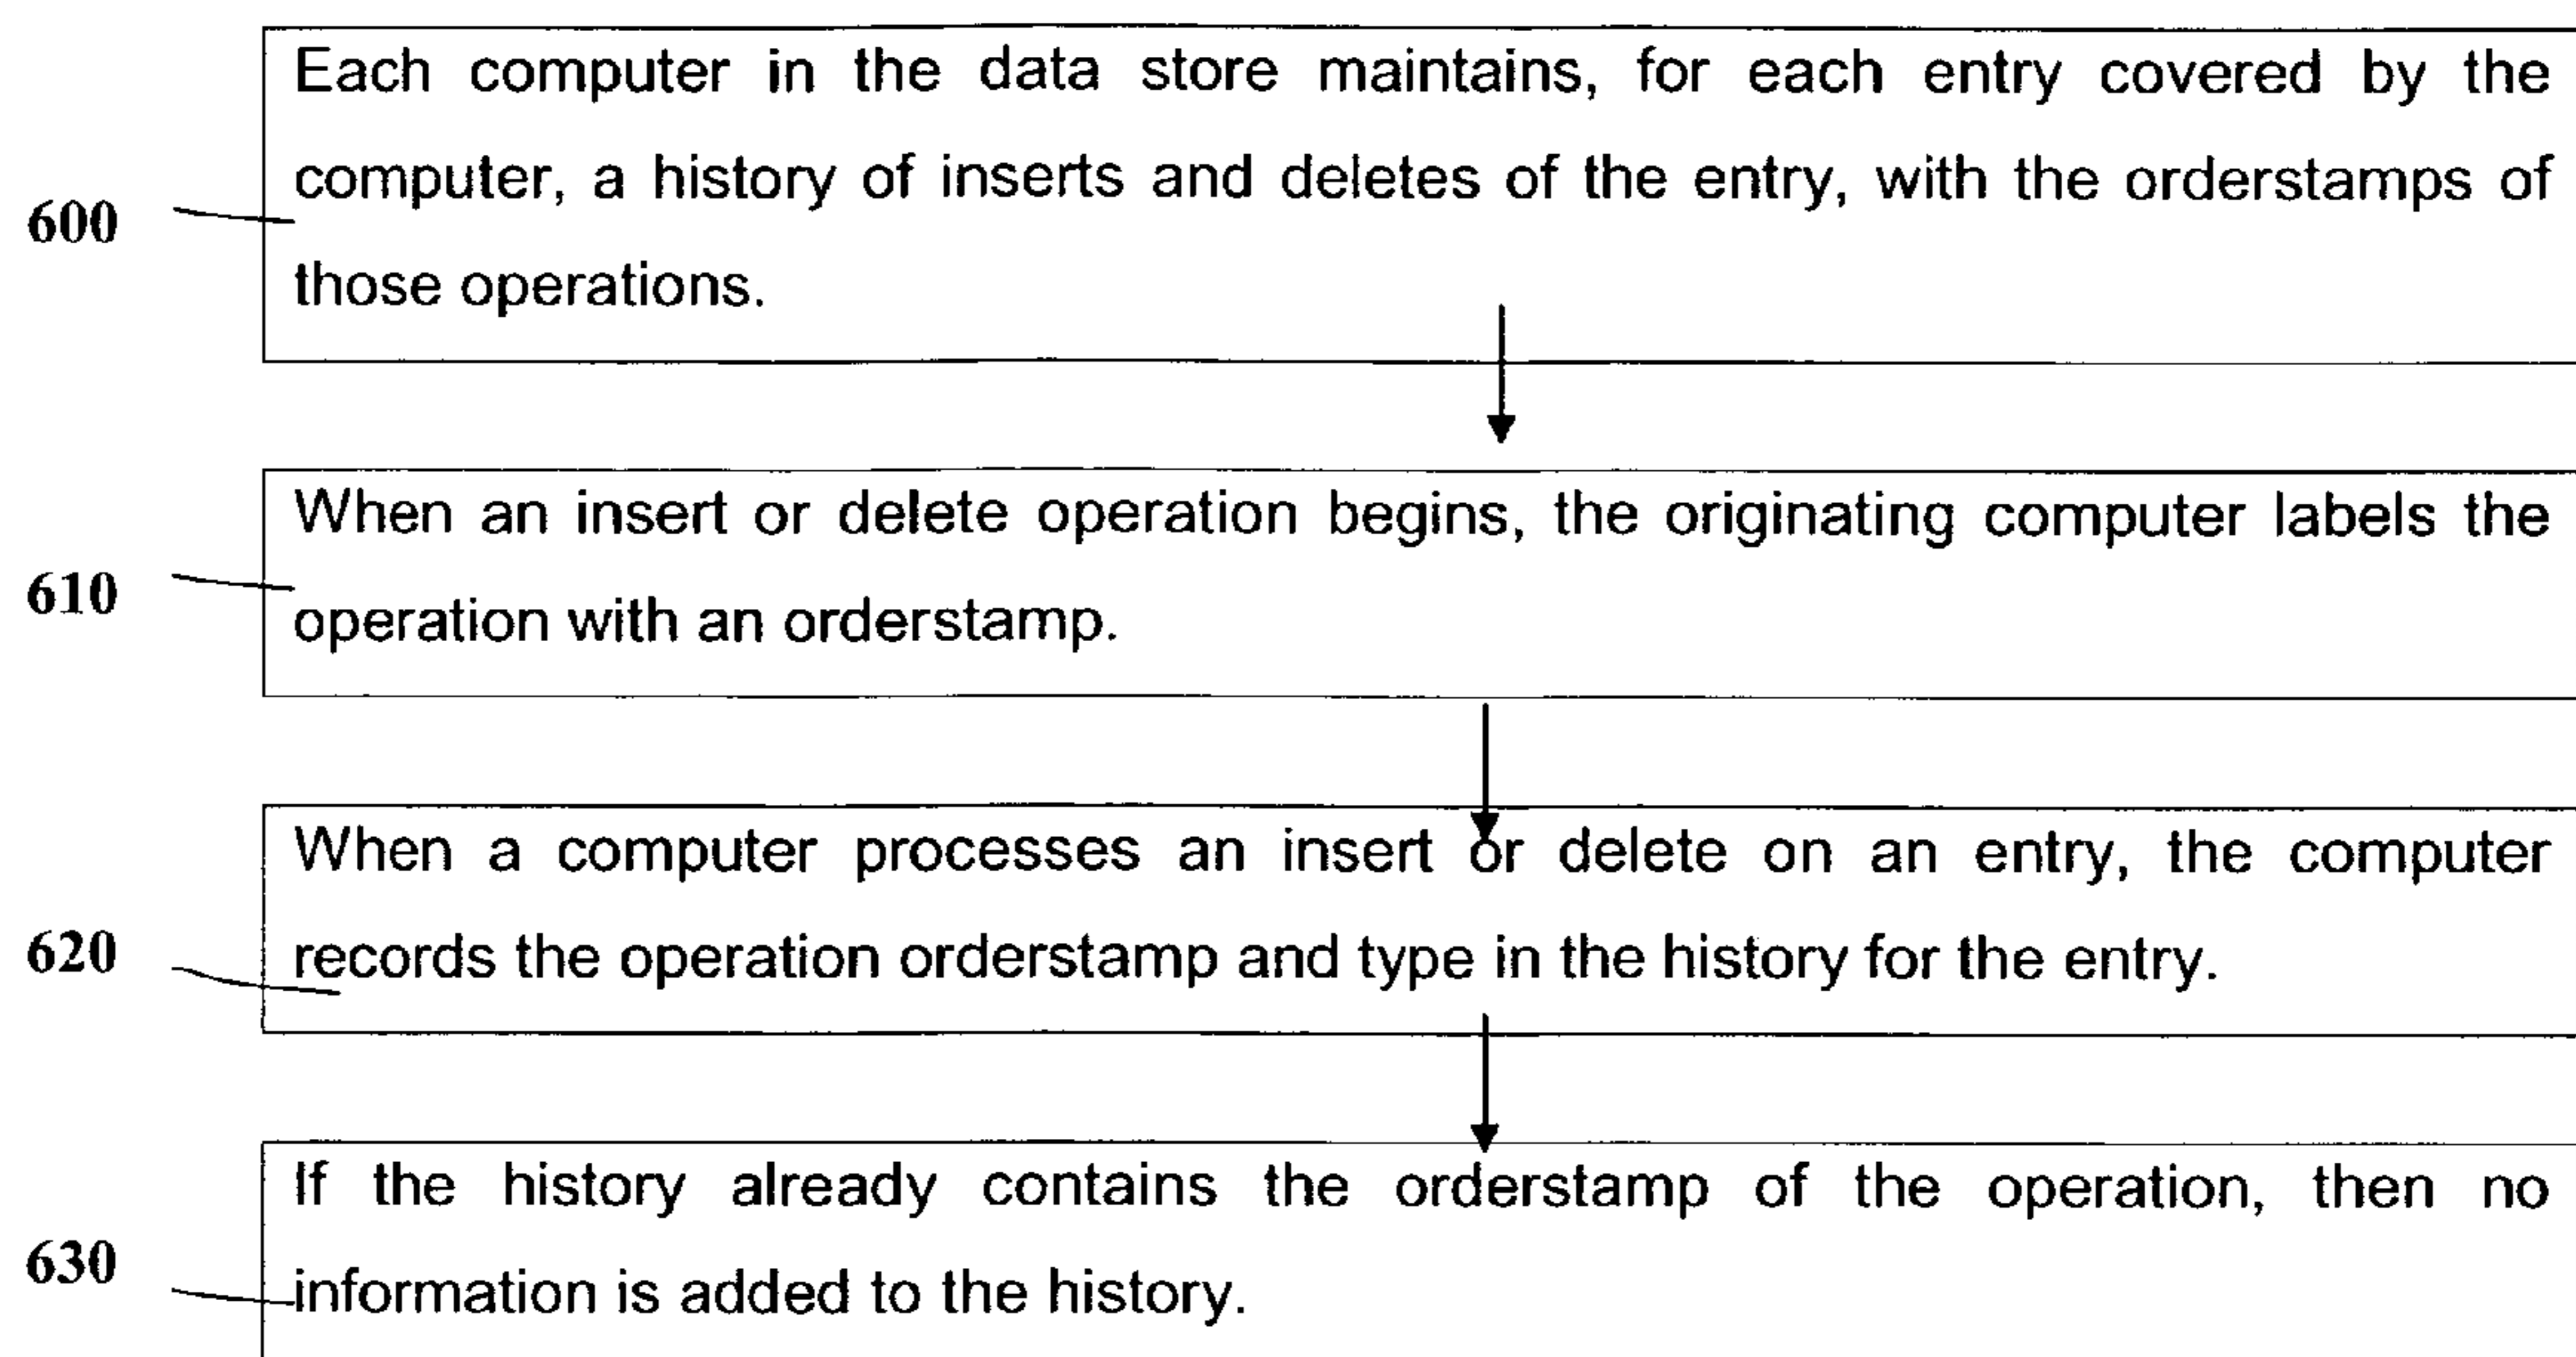 Each computer in the data store maintains, for each entry covered by the
computer, a history of inserts and deletes of the entry, with the orderstamps of
600
those operations.
When an insert or delete operation begins, the originating computer labels the
610
operation with an orderstamp.
When a computer processes an insert or delete on an entry, the computer
620
records the operation orderstamp and type in the history for the entry.
If the history already contains the orderstamp of the operation, then no
630
information is added to the history.